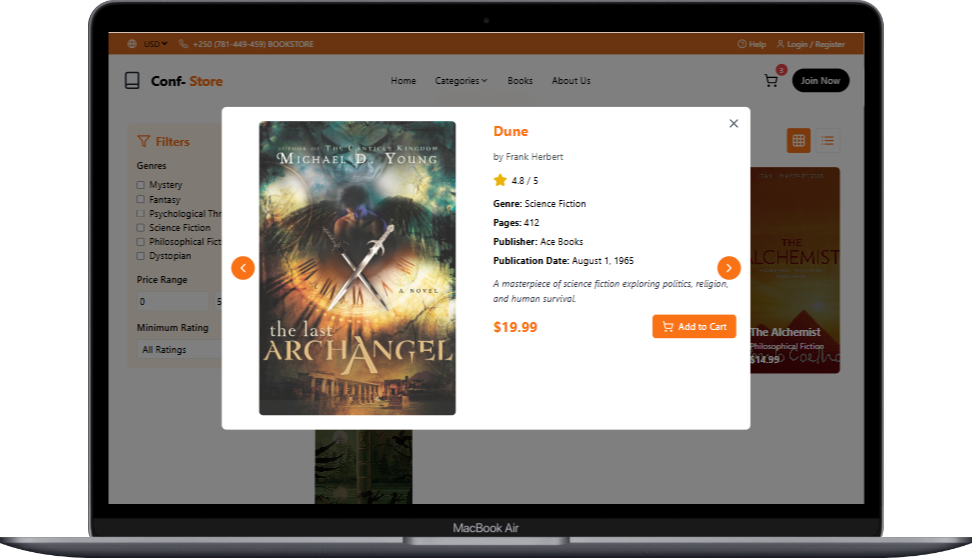 USD
+250 (781-449-459) BOOKSTORE
Help
Login / Register
Conf- Store
Home
Categories
Books
About Us
3
Join Now
Filters
Genres
Mystery
Fantasy
Psychological Thr
Science Fiction
Philosophical Fict
Dystopian
Price Range
0
5
Minimum Rating
All Ratings
AUTHOR OF THE CANTICLE KINGDOM
MICHAEL D. YOUNG
A NOVEL
the last
ARCHANGEL
Dune
by Frank Herbert
4.8 / 5
Genre: Science Fiction
Pages: 412
Publisher: Ace Books
Publication Date: August 1, 1965
A masterpiece of science fiction exploring politics, religion,
and human survival.
$19.99
Add to Cart
THE
ALCHEMIST
The Alchemist
Philosophical Fiction
$14.99
Coelho
MacBook Air